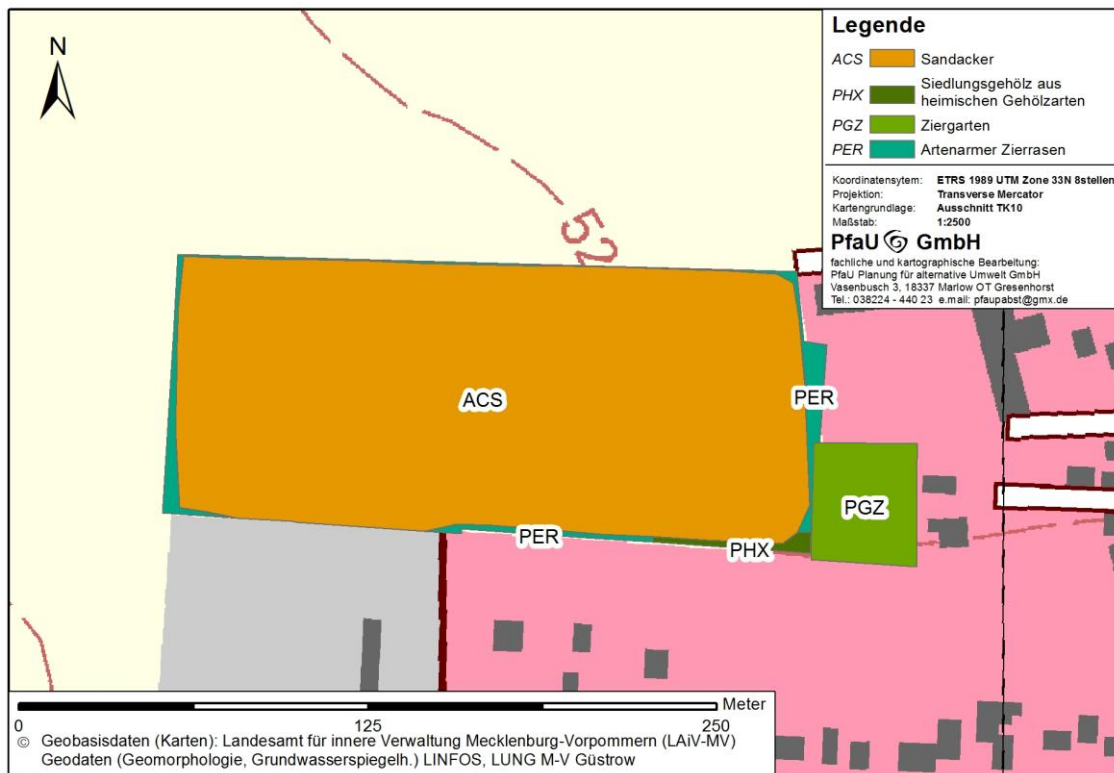 N
52
ACS
PER
PGZ
PER
PHX
Legende
ACS Sandacker
PHX Siedlungsgehölz aus
heimischen Gehölzarten
PGZ Ziergarten
PER Artenarmer Zierrasen
Koordinatensytem: ETRS 1989 UTM Zone 33N 8stellen
Projektion: Transverse Mercator
Kartengrundlage: Ausschnitt TK10
Maßstab: 1:2500
PfaU GmbH
fachliche und kartographische Bearbeitung:
PfaU Planung für alternative Umwelt GmbH
Vasenbusch 3, 18337 Marlow OT Gresenhorst
Tel.: 038224 - 440 23 e.mail: pfaupabst@gmx.de
Meter
0 125 250
© Geobasisdaten (Karten): Landesamt für innere Verwaltung Mecklenburg-Vorpommern (LAiV-MV)
Geodaten (Geomorphologie, Grundwasserspiegelh.) LINFOS, LUNG M-V Güstrow